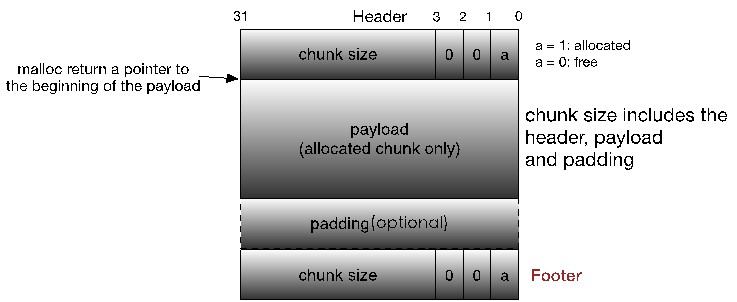 31 Header 3 2 1 0
chunk size 0 0 a
a = 1: allocated
a = 0: free
malloc return a pointer to
the beginning of the payload
payload
(allocated chunk only)
chunk size includes the
header, payload
and padding
padding(optional)
chunk size 0 0 a
Footer